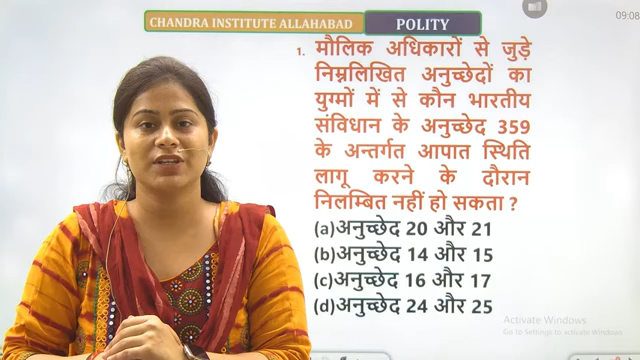 CHANDRA INSTITUTE ALLAHABAD
POLITY
09:08
1. मौलिक अधिकारों से जुड़े
निम्नलिखित अनुच्छेदों का
युग्मों में से कौन भारतीय
संविधान के अनुच्छेद 359
के अन्तर्गत आपात स्थिति
लागू करने के दौरान
निलम्बित नहीं हो सकता ?
(a)अनुच्छेद 20 और 21
(b)अनुच्छेद 14 और 15
(c)अनुच्छेद 16 और 17
(d)अनुच्छेद 24 और 25
Activate Windows
Go to Settings to activate Windows.